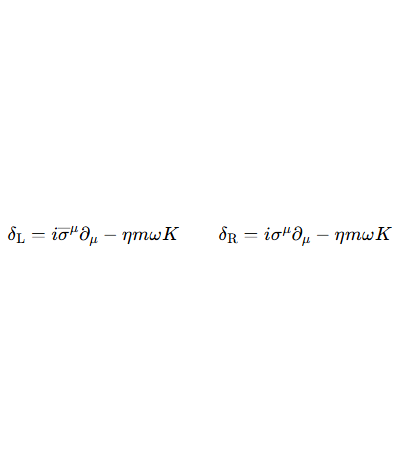 δ_L = iσ̅^μ∂_μ − ηmωK  δ_R = iσ^μ∂_μ − ηmωK